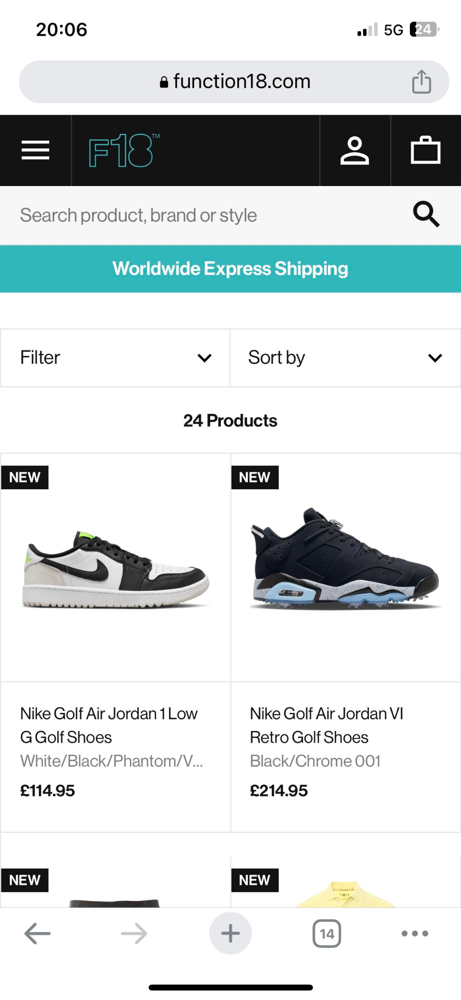 20:06
5G 24
function18.com
F18™
Search product, brand or style
Worldwide Express Shipping
Filter
Sort by
24 Products
NEW
NEW
Nike Golf Air Jordan 1 Low
G Golf Shoes
White/Black/Phantom/V...
£114.95
Nike Golf Air Jordan VI
Retro Golf Shoes
Black/Chrome 001
£214.95
NEW
NEW
14